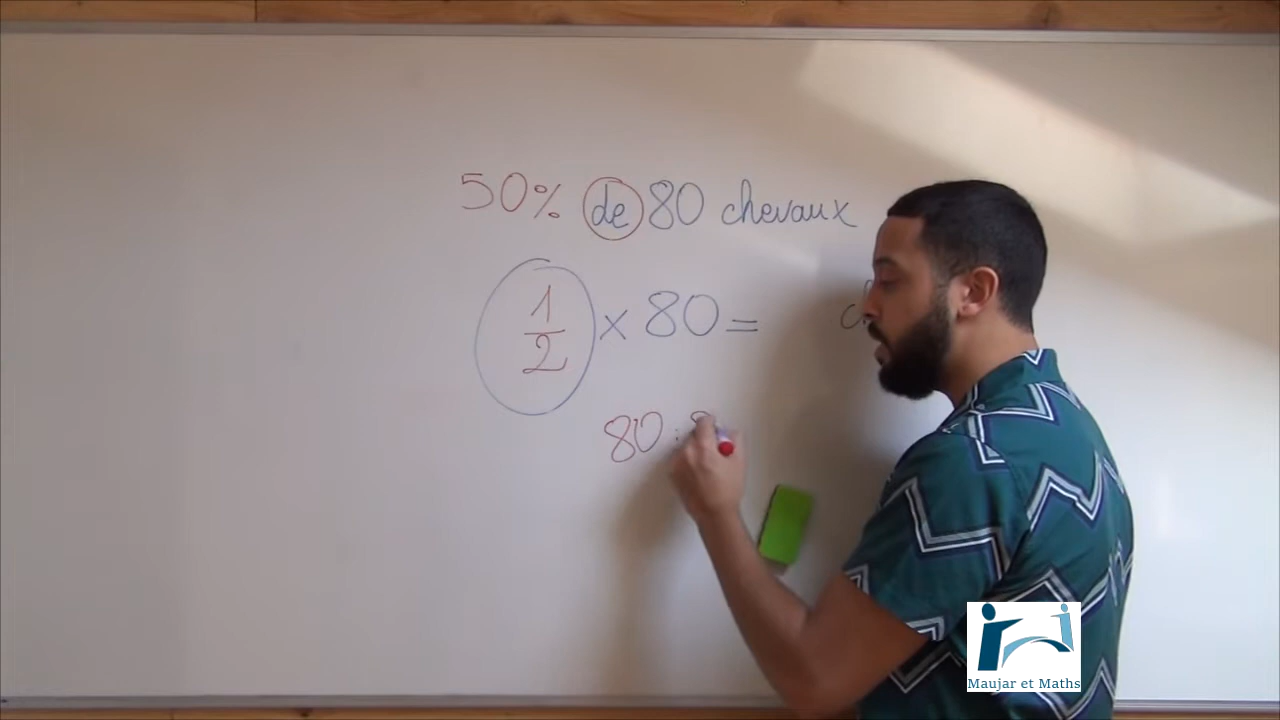 50% de 80 chevaux
1/2 × 80 =
80 :
Maujar et Maths